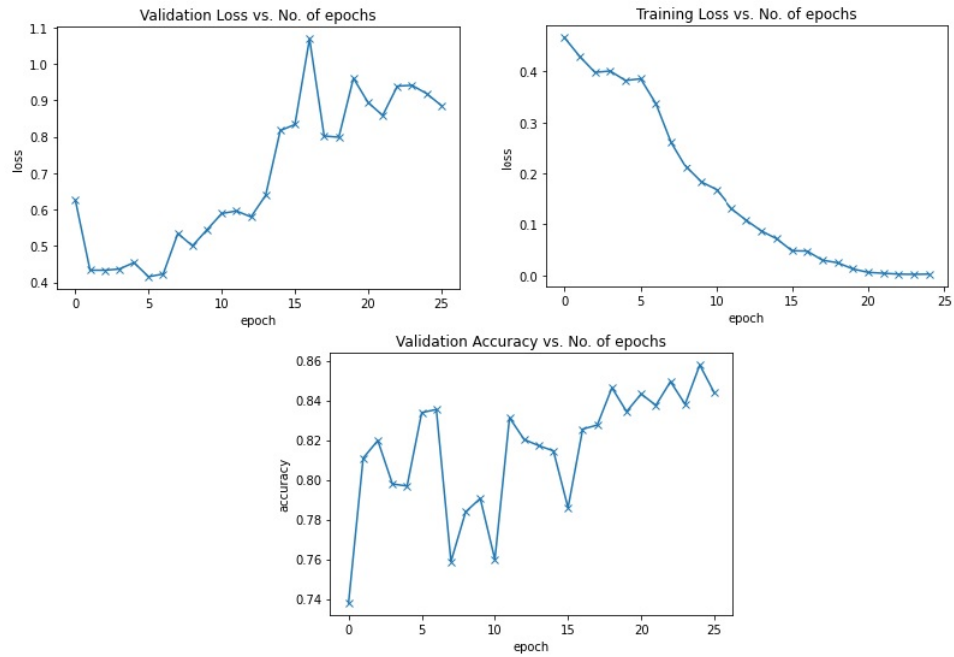 Validation Loss vs. No. of epochs
1.1
1.0
0.9
0.8
0.7
0.6
0.5
0.4
loss
0 5 10 15 20 25
epoch
Training Loss vs. No. of epochs
0.4
0.3
0.2
0.1
0.0
loss
0 5 10 15 20 25
epoch
Validation Accuracy vs. No. of epochs
0.86
0.84
0.82
0.80
0.78
0.76
0.74
accuracy
0 5 10 15 20 25
epoch